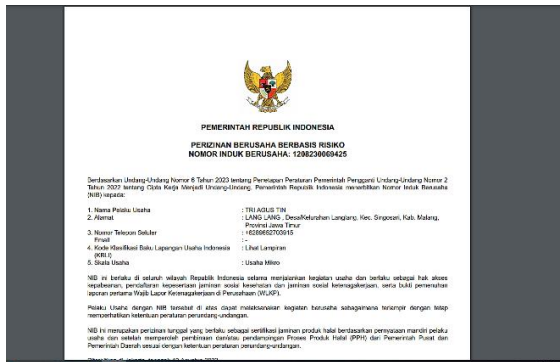 PEMERINTAH REPUBLIK INDONESIA
PERIZINAN BERUSAHA BERBASIS RISIKO
NOMOR INDUK BERUSAHA: 1208230069425
Berdasarkan Undang-Undang Nomor 6 Tahun 2023 tentang Penetapan Peraturan Pemerintah Pengganti Undang-Undang Nomor 2
Tahun 2022 tentang Cipta Kerja Menjadi Undang-Undang, Pemerintah Republik Indonesia menerbitkan Nomor Induk Berusaha
(NIB) kepada:
1. Nama Pelaku Usaha : TRI AGUS TIN
2. Alamat : LANG LANG , Desa/Kelurahan Langlang, Kec. Singosari, Kab. Malang,
Provinsi Jawa Timur
3. Nomor Telepon Seluler : +6289652703915
Email : -
4. Kode Klasifikasi Baku Lapangan Usaha Indonesia : Lihat Lampiran
(KBLI)
5. Skala Usaha : Usaha Mikro
NIB ini berlaku di seluruh wilayah Republik Indonesia selama menjalankan kegiatan usaha dan berlaku sebagai hak akses
kepabeanan, pendaftaran kepesertaan jaminan sosial kesehatan dan jaminan sosial ketenagakerjaan, serta bukti pemenuhan
laporan pertama Wajib Lapor Ketenagakerjaan di Perusahaan (WLKP).
Pelaku Usaha dengan NIB tersebut di atas dapat melaksanakan kegiatan berusaha sebagaimana terlampir dengan tetap
memperhatikan ketentuan peraturan perundang-undangan.
NIB ini merupakan perizinan tunggal yang berlaku sebagai sertifikasi jaminan produk halal berdasarkan pernyataan mandiri pelaku
usaha dan setelah memperoleh pembinaan dan/atau pendampingan Proses Produk Halal (PPH) dari Pemerintah Pusat dan
Pemerintah Daerah sesuai dengan ketentuan peraturan perundang-undangan.